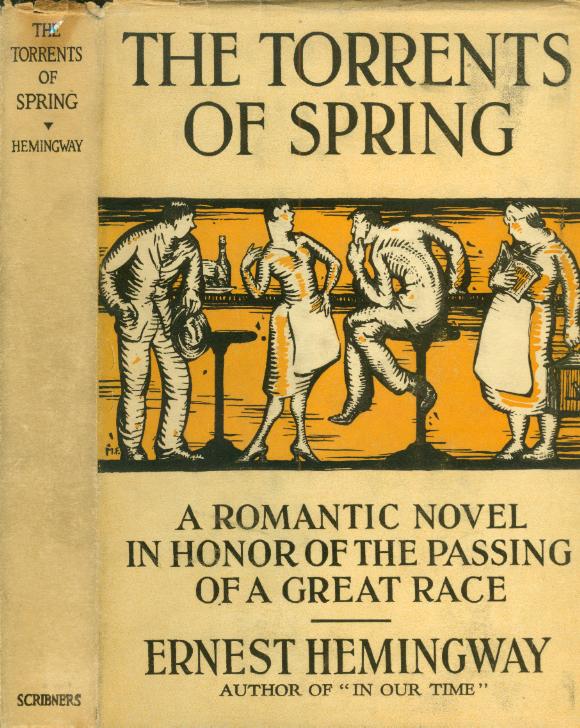 THE
TORRENTS
OF
SPRING
HEMINGWAY
SCRIBNERS
THE TORRENTS
OF SPRING
M.F.
A ROMANTIC NOVEL
IN HONOR OF THE PASSING
OF A GREAT RACE
ERNEST HEMINGWAY
AUTHOR OF "IN OUR TIME"